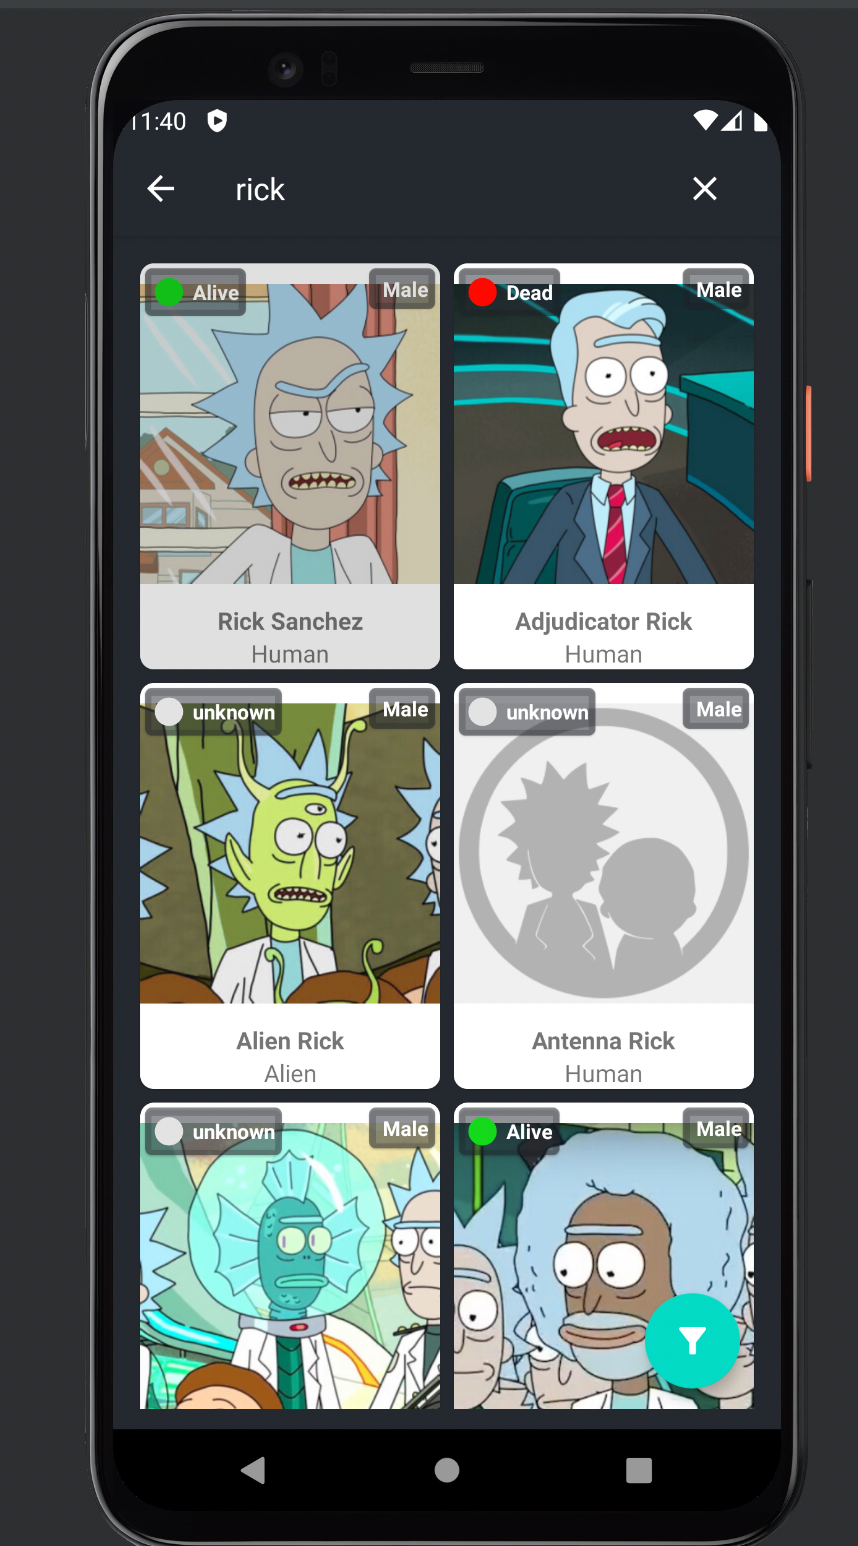 11:40
rick
Alive
Male
Dead
Male
Rick Sanchez
Human
Adjudicator Rick
Human
unknown
Male
unknown
Male
Alien Rick
Alien
Antenna Rick
Human
unknown
Male
Alive
Male